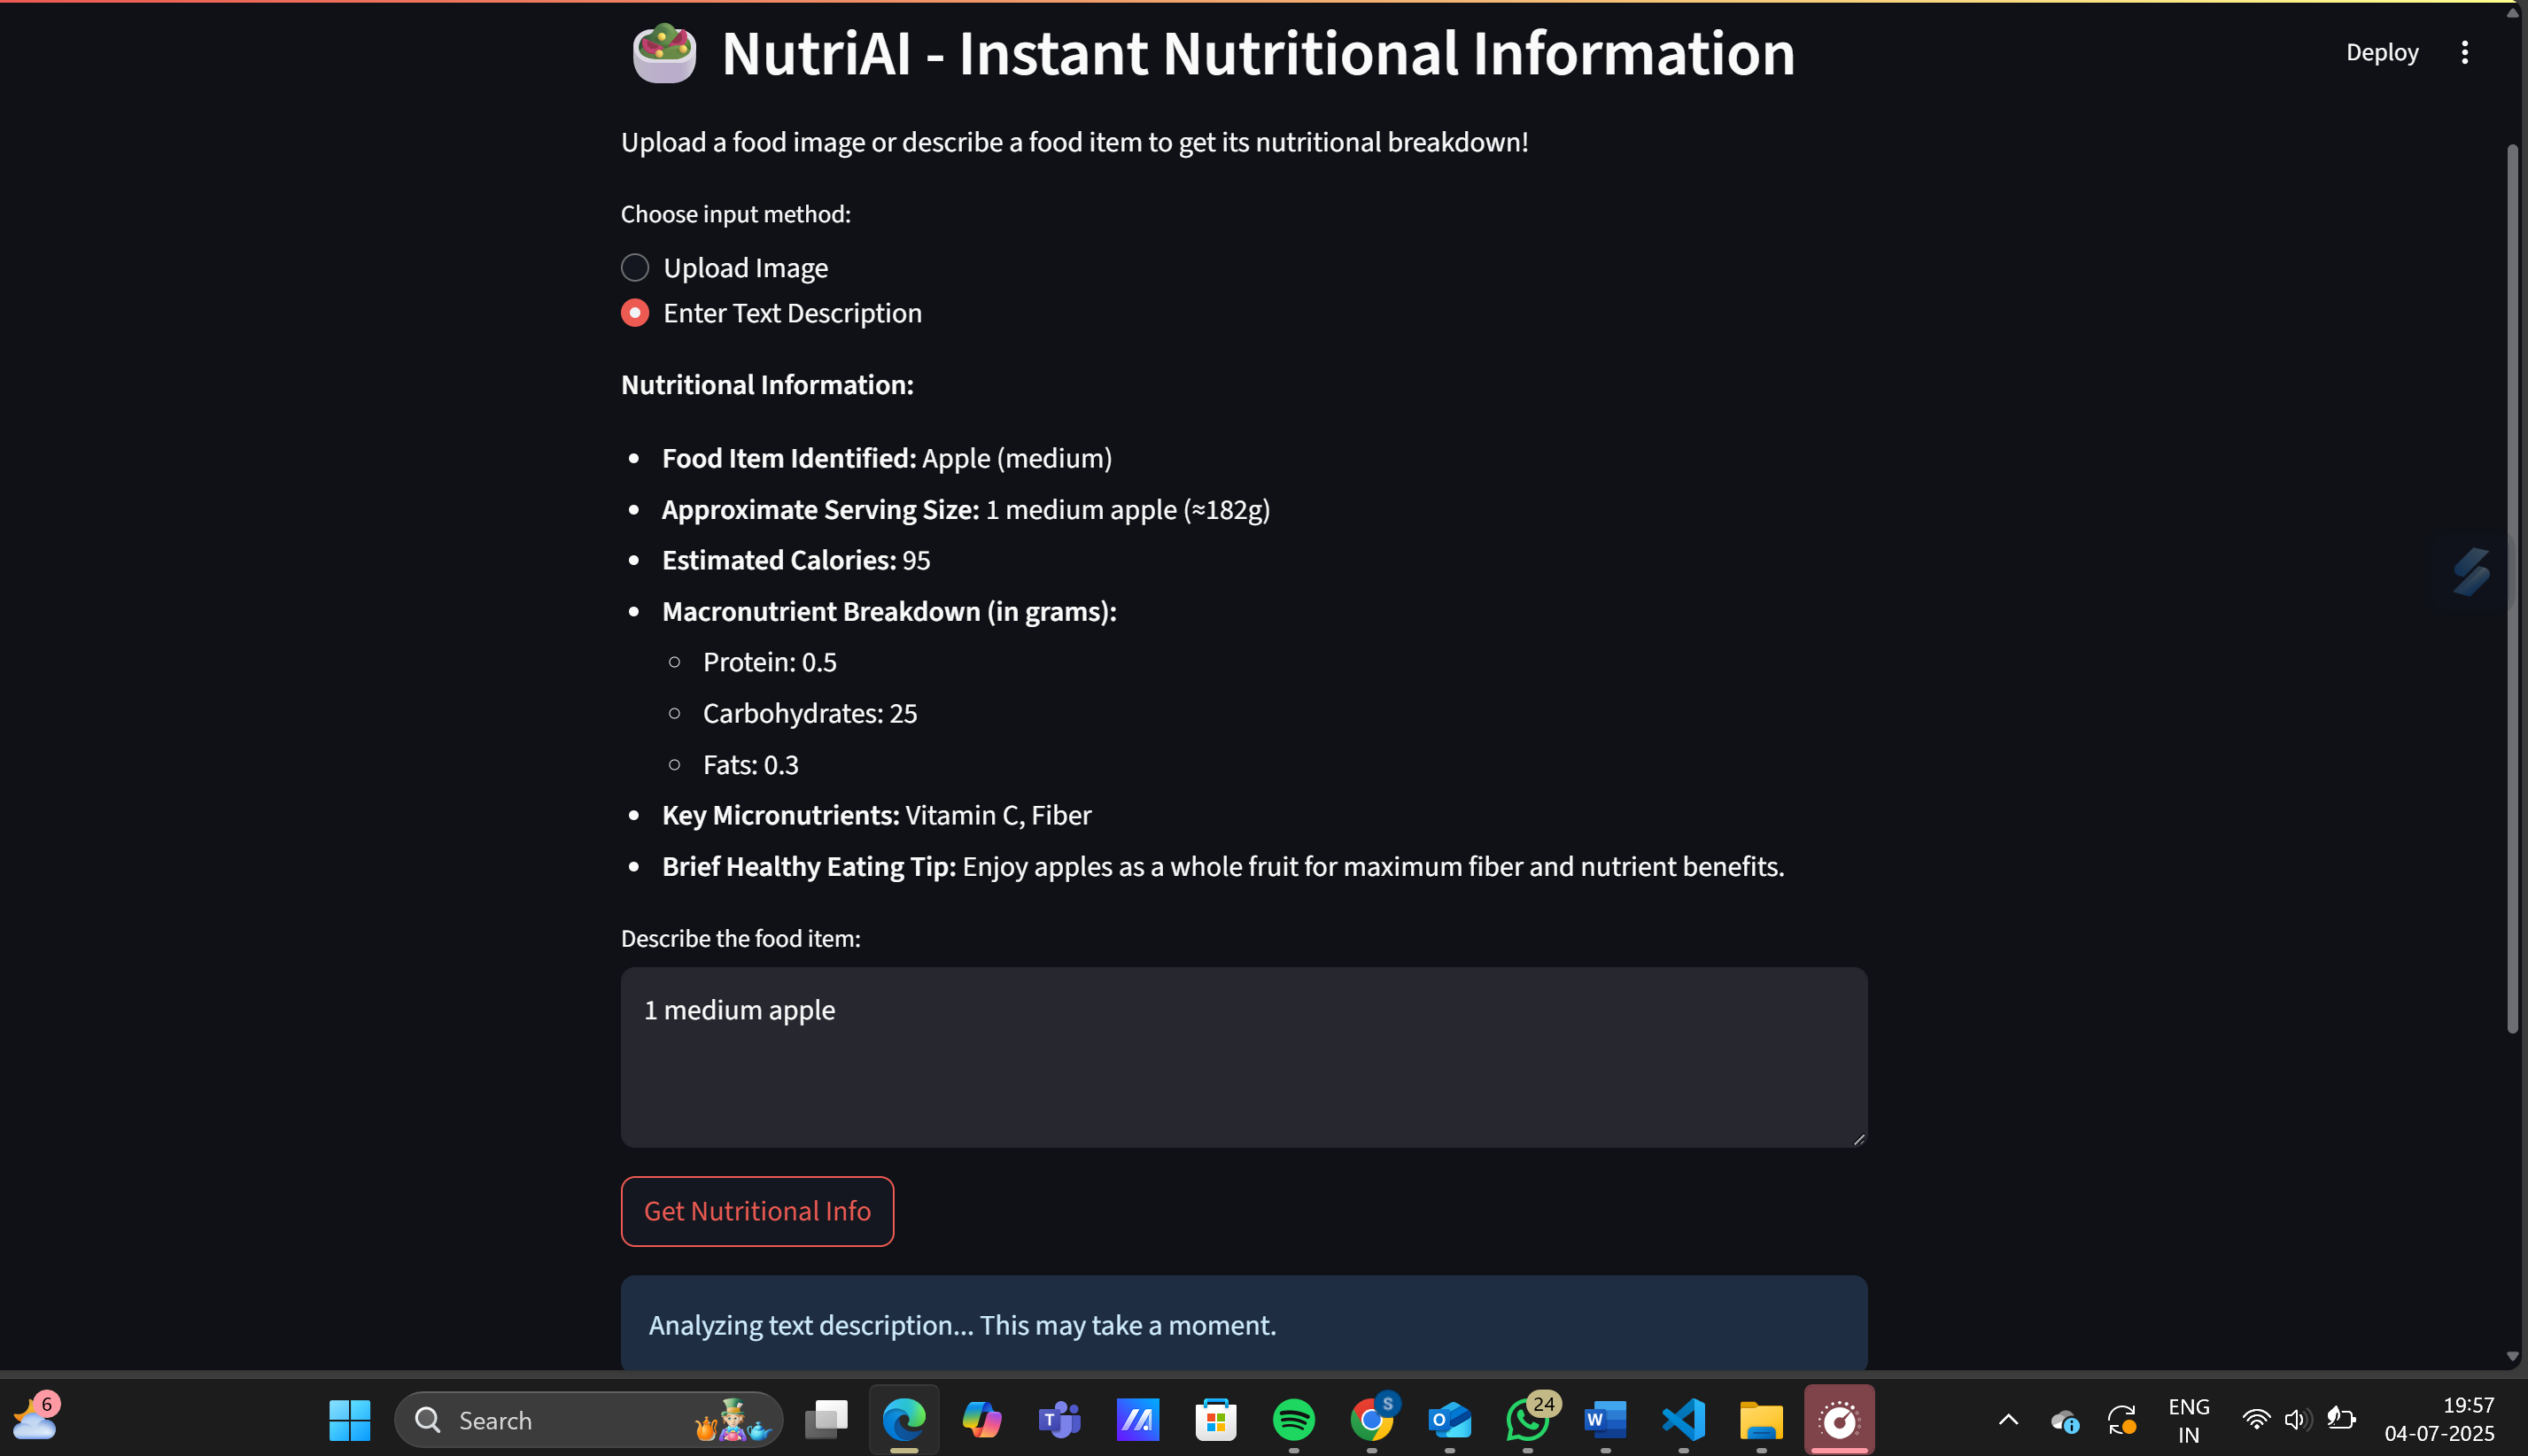 NutriAI - Instant Nutritional Information
Deploy
Upload a food image or describe a food item to get its nutritional breakdown!
Choose input method:
Upload Image
Enter Text Description
Nutritional Information:
Food Item Identified: Apple (medium)
Approximate Serving Size: 1 medium apple (≈182g)
Estimated Calories: 95
Macronutrient Breakdown (in grams):
Protein: 0.5
Carbohydrates: 25
Fats: 0.3
Key Micronutrients: Vitamin C, Fiber
Brief Healthy Eating Tip: Enjoy apples as a whole fruit for maximum fiber and nutrient benefits.
Describe the food item:
1 medium apple
Get Nutritional Info
Analyzing text description... This may take a moment.
6
Search
T
S
O
24
W
ENG
IN
19:57
04-07-2025